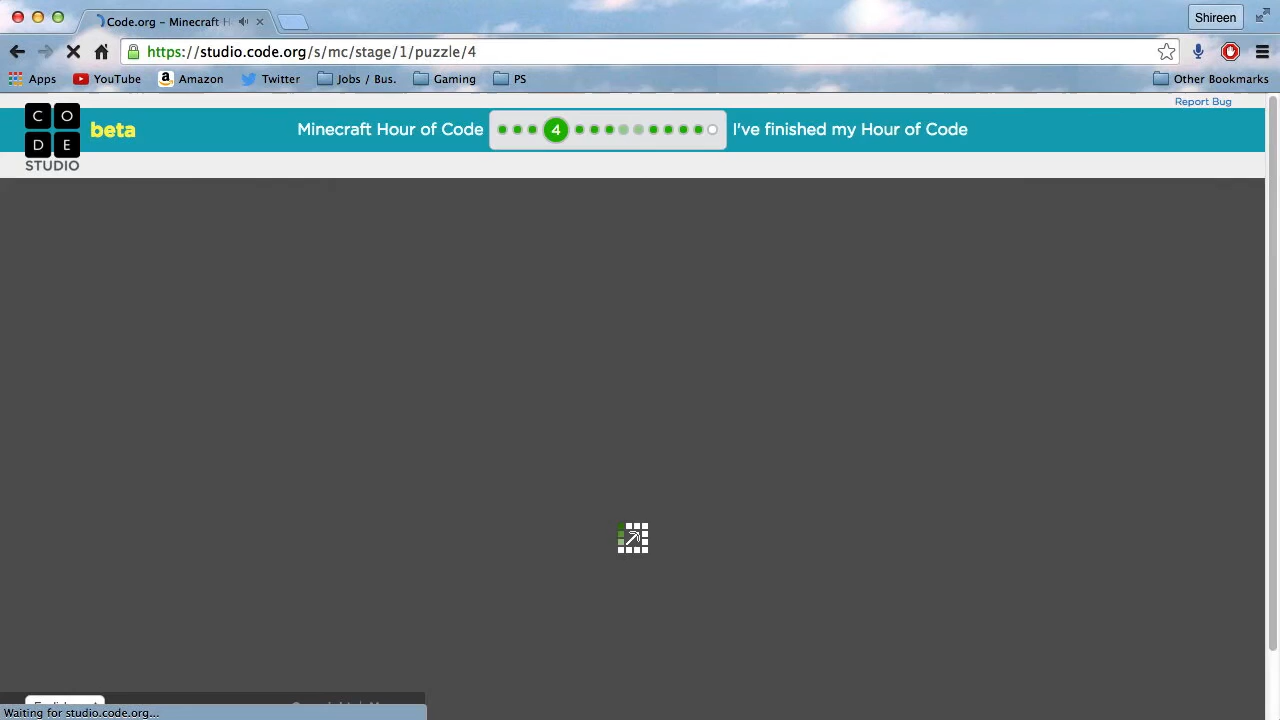 Code.org – Minecraft H
Shireen
https://studio.code.org/s/mc/stage/1/puzzle/4
Apps YouTube Amazon Twitter Jobs / Bus. Gaming PS Other Bookmarks
Report Bug
C O
D E
STUDIO
beta
Minecraft Hour of Code 4 I've finished my Hour of Code
Waiting for studio.code.org...